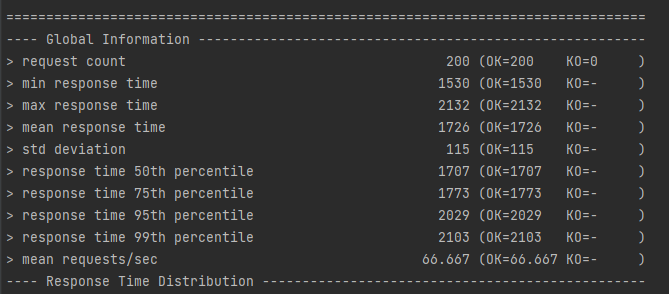 ================================================================================
---- Global Information --------------------------------------------------------
> request count                                        200 (OK=200    KO=0     )
> min response time                                   1530 (OK=1530   KO=-     )
> max response time                                   2132 (OK=2132   KO=-     )
> mean response time                                  1726 (OK=1726   KO=-     )
> std deviation                                        115 (OK=115    KO=-     )
> response time 50th percentile                       1707 (OK=1707   KO=-     )
> response time 75th percentile                       1773 (OK=1773   KO=-     )
> response time 95th percentile                       2029 (OK=2029   KO=-     )
> response time 99th percentile                       2103 (OK=2103   KO=-     )
> mean requests/sec                                 66.667 (OK=66.667 KO=-     )
---- Response Time Distribution ------------------------------------------------